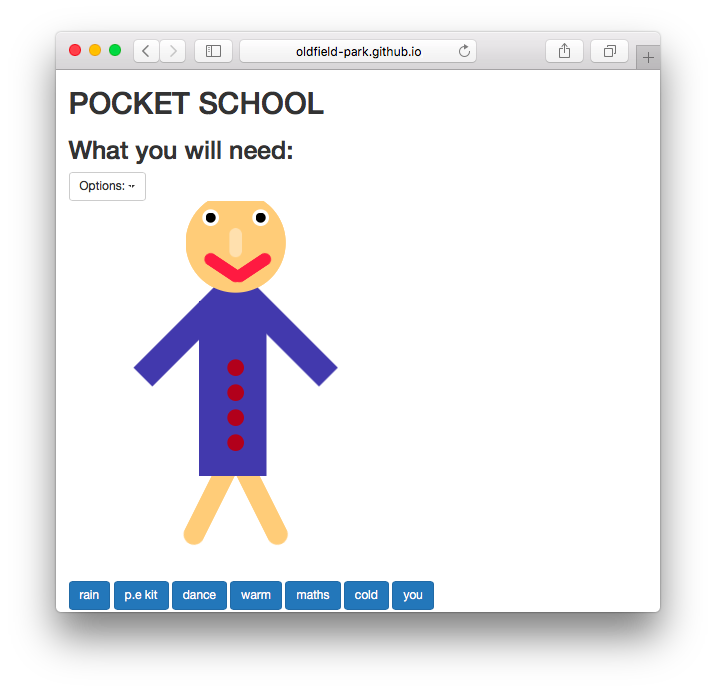 oldfield-park.github.io
POCKET SCHOOL
What you will need:
Options:
rain p.e kit dance warm maths cold you